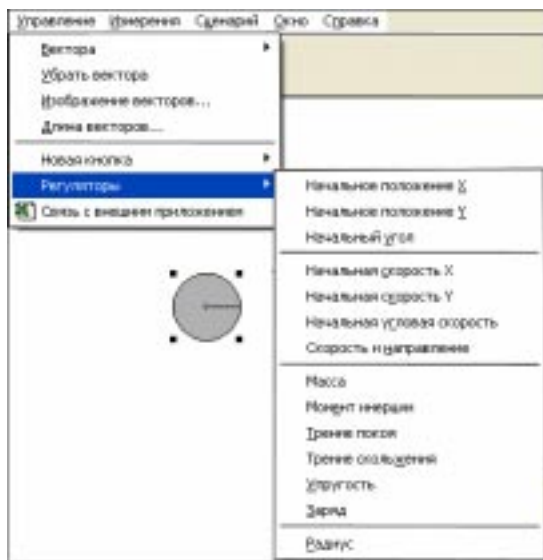 Управление Измерения Сценарий Окно Справка
Вектора
Убрать вектора
Изображение векторов...
Длина векторов...
Новая кнопка
Регуляторы
Связь с внешним приложением
Начальное положение X
Начальное положение Y
Начальный угол
Начальная скорость X
Начальная скорость Y
Начальная угловая скорость
Скорость и направление
Масса
Момент инерции
Трение покоя
Трение скольжения
Упругость
Заряд
Радиус